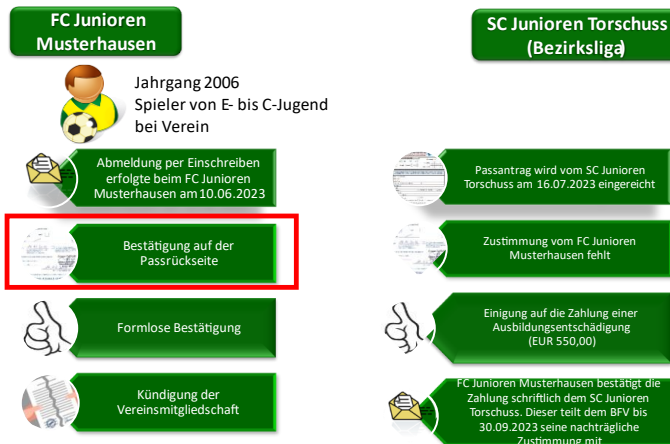 FC Junioren
Musterhausen
Jahrgang 2006
Spieler von E- bis C-Jugend
bei Verein
Abmeldung per Einschreiben
erfolgte beim FC Junioren
Musterhausen am 10.06.2023
Bestätigung auf der
Passrückseite
Formlose Bestätigung
Kündigung der
Vereinsmitgliedschaft
SC Junioren Torschuss
(Bezirksliga)
Passantrag wird vom SC Junioren
Torschuss am 16.07.2023 eingereicht
Zustimmung vom FC Junioren
Musterhausen fehlt
Einigung auf die Zahlung einer
Ausbildungsentschädigung
(EUR 550,00)
FC Junioren Musterhausen bestätigt die
Zahlung schriftlich dem SC Junioren
Torschuss. Dieser teilt dem BFV bis
30.09.2023 seine nachträgliche
Zustimmung mit